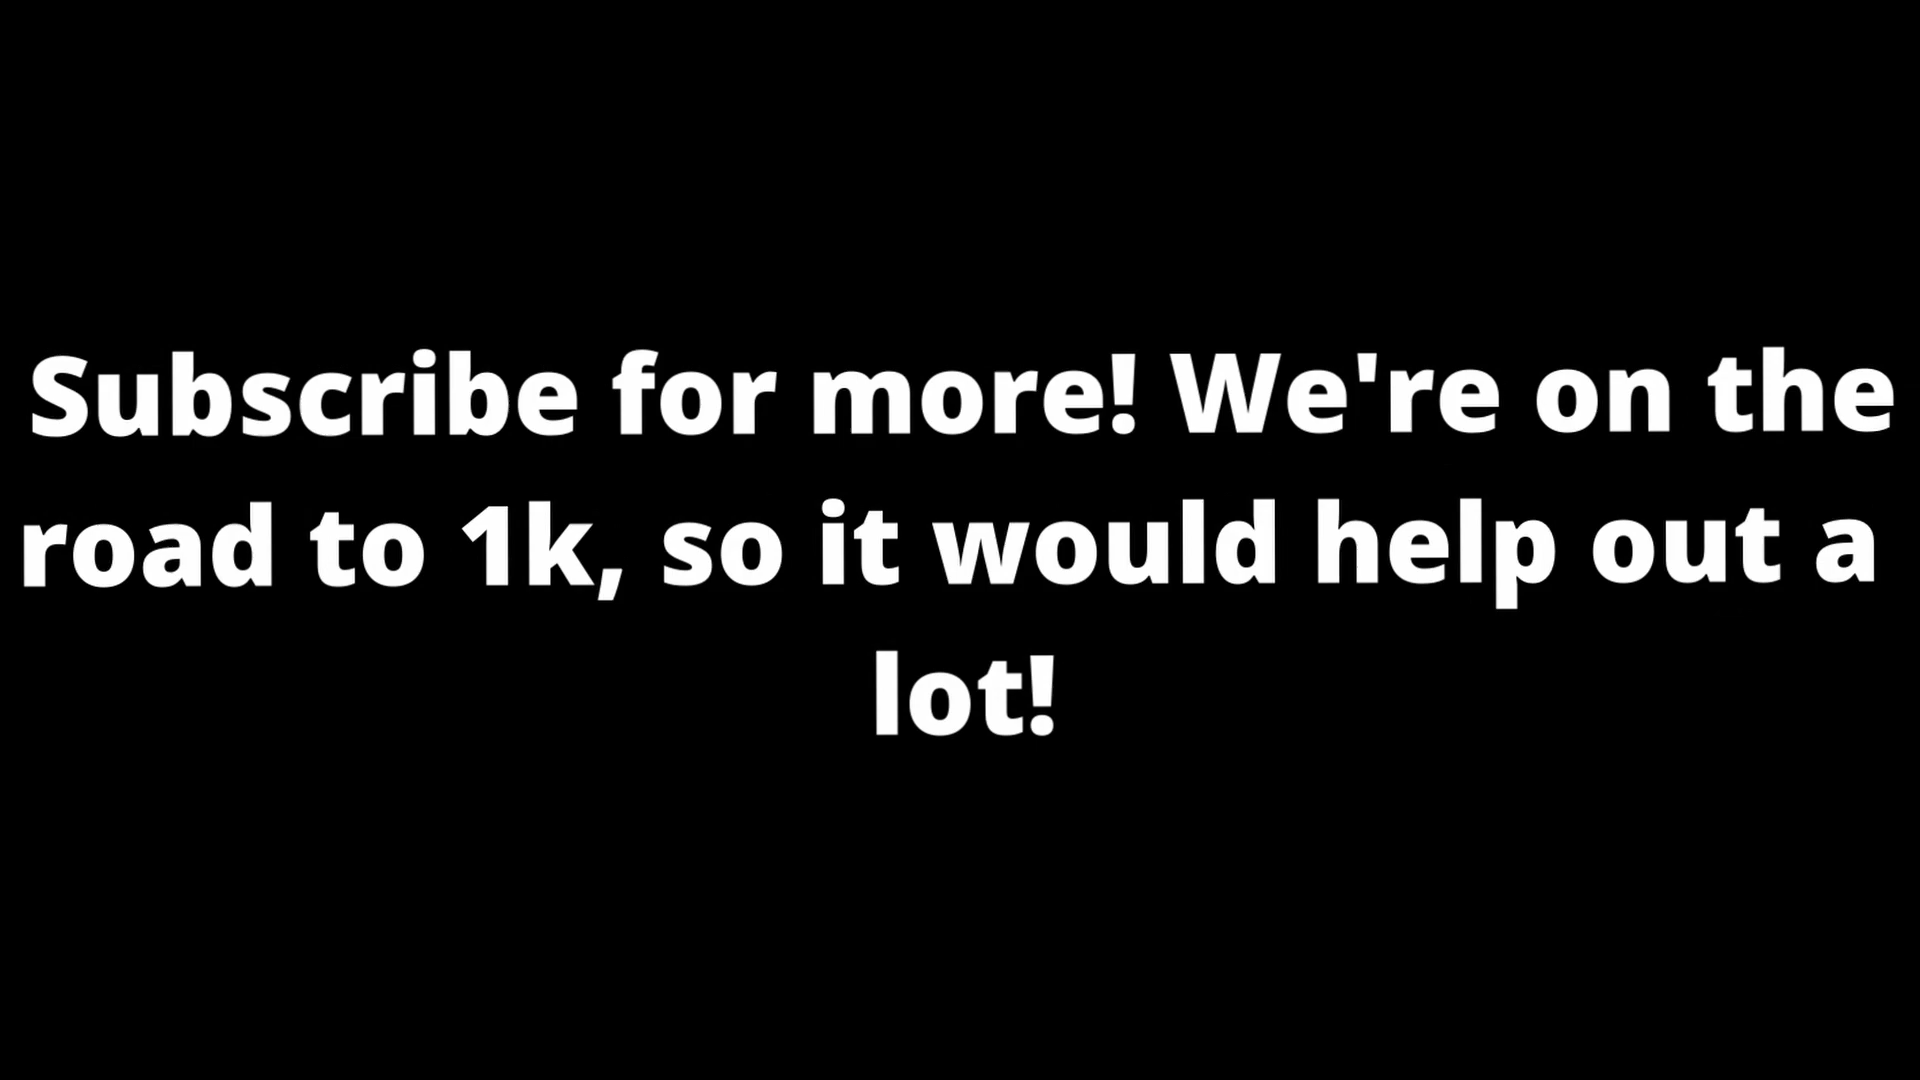 Subscribe for more! We're on the
road to 1k, so it would help out a
lot!